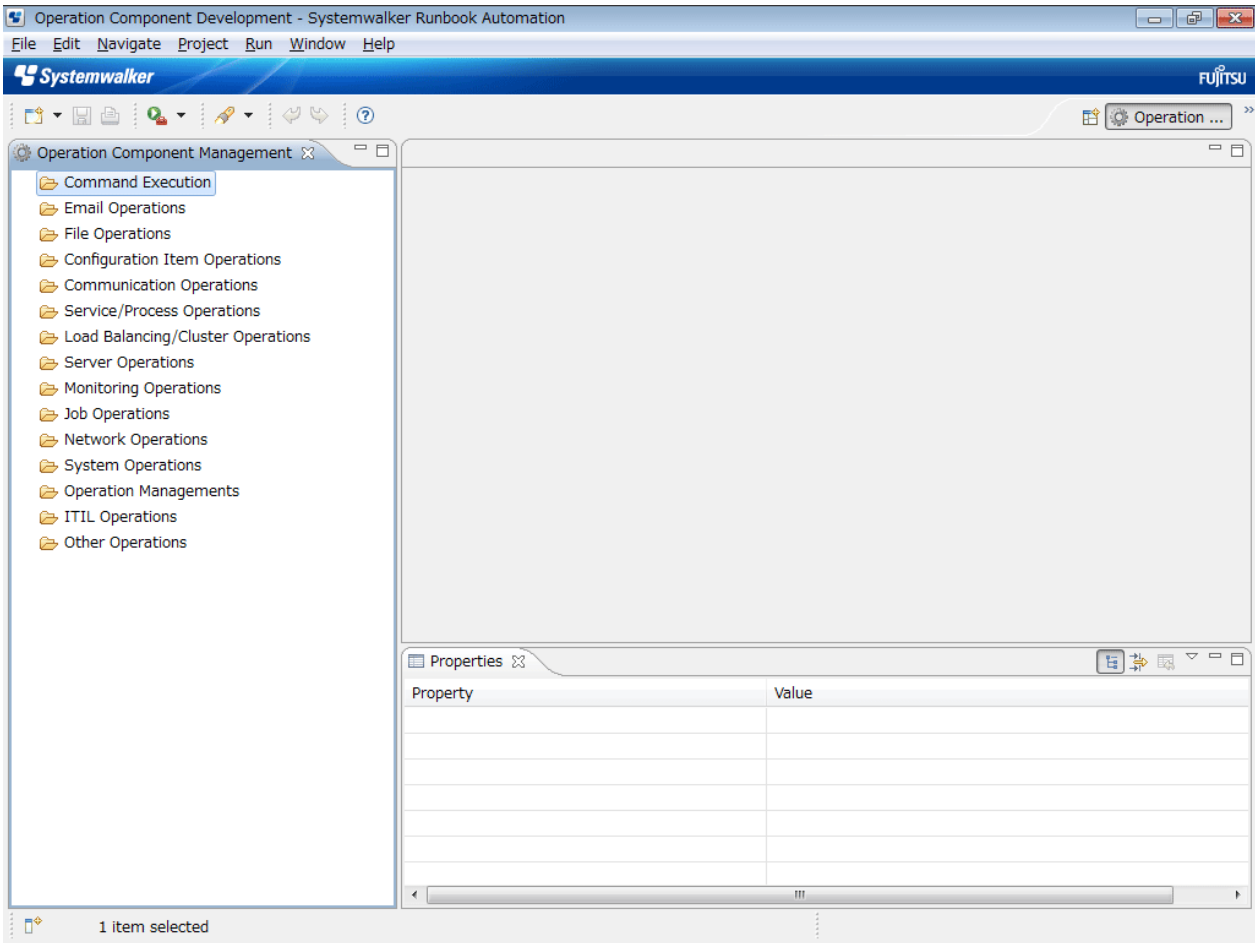 Operation Component Development - Systemwalker Runbook Automation
File Edit Navigate Project Run Window Help
Systemwalker
FUJITSU
Operation ...
Operation Component Management
Command Execution
Email Operations
File Operations
Configuration Item Operations
Communication Operations
Service/Process Operations
Load Balancing/Cluster Operations
Server Operations
Monitoring Operations
Job Operations
Network Operations
System Operations
Operation Managements
ITIL Operations
Other Operations
Properties
Property Value
1 item selected